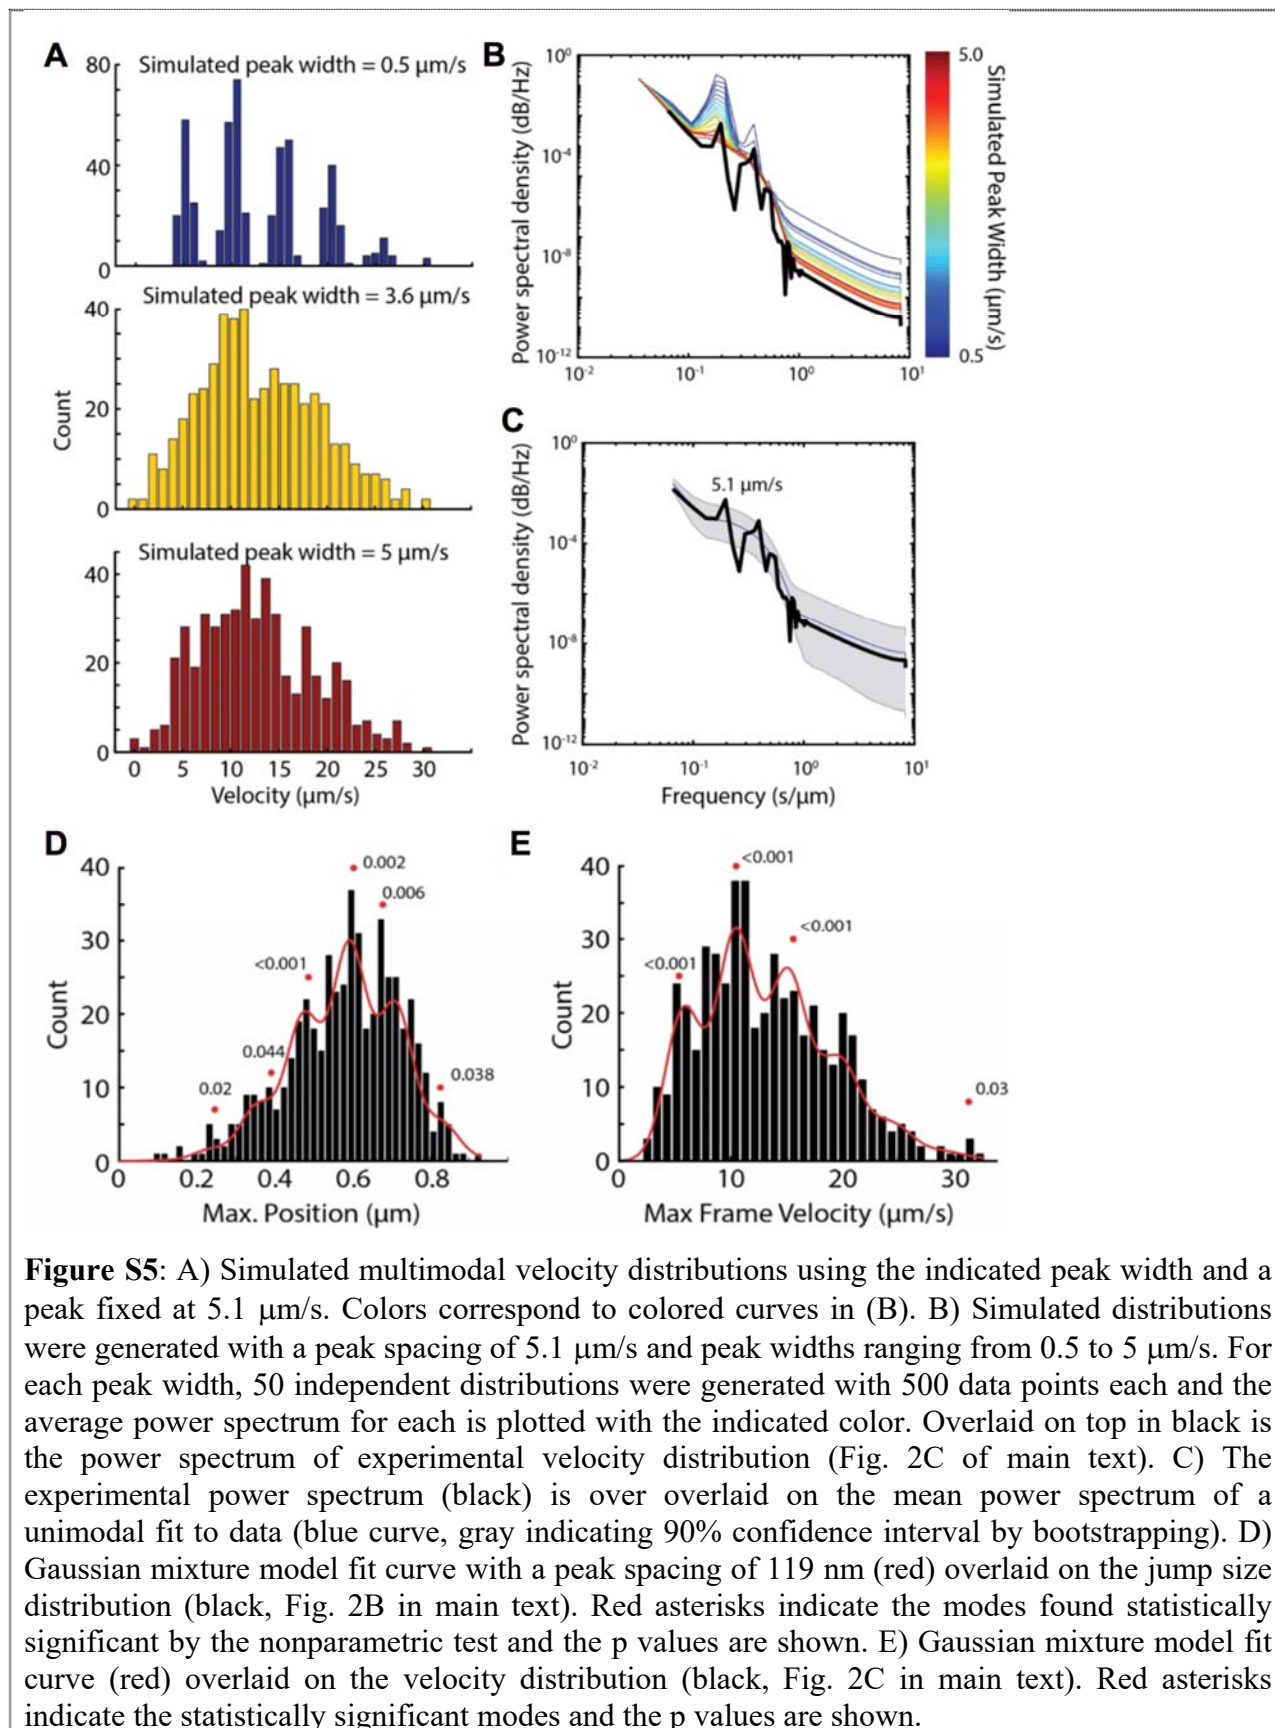 A
Simulated peak width = 0.5 μm/s
80
40
0
Simulated peak width = 3.6 μm/s
40
20
0
Count
Simulated peak width = 5 μm/s
40
20
0
0 5 10 15 20 25 30
Velocity (μm/s)
B
Power spectral density (dB/Hz)
10⁰
10⁻⁴
10⁻⁸
10⁻¹²
10⁻² 10⁻¹ 10⁰ 10¹
5.0
Simulated Peak Width (μm/s)
0.5
C
Power spectral density (dB/Hz)
10⁰
10⁻⁴
10⁻⁸
10⁻¹²
5.1 μm/s
10⁻² 10⁻¹ 10⁰ 10¹
Frequency (s/μm)
D
Count
40
30
20
10
0
0.02
0.044
<0.001
0.002
0.006
0.038
0 0.2 0.4 0.6 0.8
Max. Position (μm)
E
Count
40
30
20
10
0
<0.001
<0.001
<0.001
0.03
0 10 20 30
Max Frame Velocity (μm/s)
Figure S5: A) Simulated multimodal velocity distributions using the indicated peak width and a
peak fixed at 5.1 μm/s. Colors correspond to colored curves in (B). B) Simulated distributions
were generated with a peak spacing of 5.1 μm/s and peak widths ranging from 0.5 to 5 μm/s. For
each peak width, 50 independent distributions were generated with 500 data points each and the
average power spectrum for each is plotted with the indicated color. Overlaid on top in black is
the power spectrum of experimental velocity distribution (Fig. 2C of main text). C) The
experimental power spectrum (black) is over overlaid on the mean power spectrum of a
unimodal fit to data (blue curve, gray indicating 90% confidence interval by bootstrapping). D)
Gaussian mixture model fit curve with a peak spacing of 119 nm (red) overlaid on the jump size
distribution (black, Fig. 2B in main text). Red asterisks indicate the modes found statistically
significant by the nonparametric test and the p values are shown. E) Gaussian mixture model fit
curve (red) overlaid on the velocity distribution (black, Fig. 2C in main text). Red asterisks
indicate the statistically significant modes and the p values are shown.